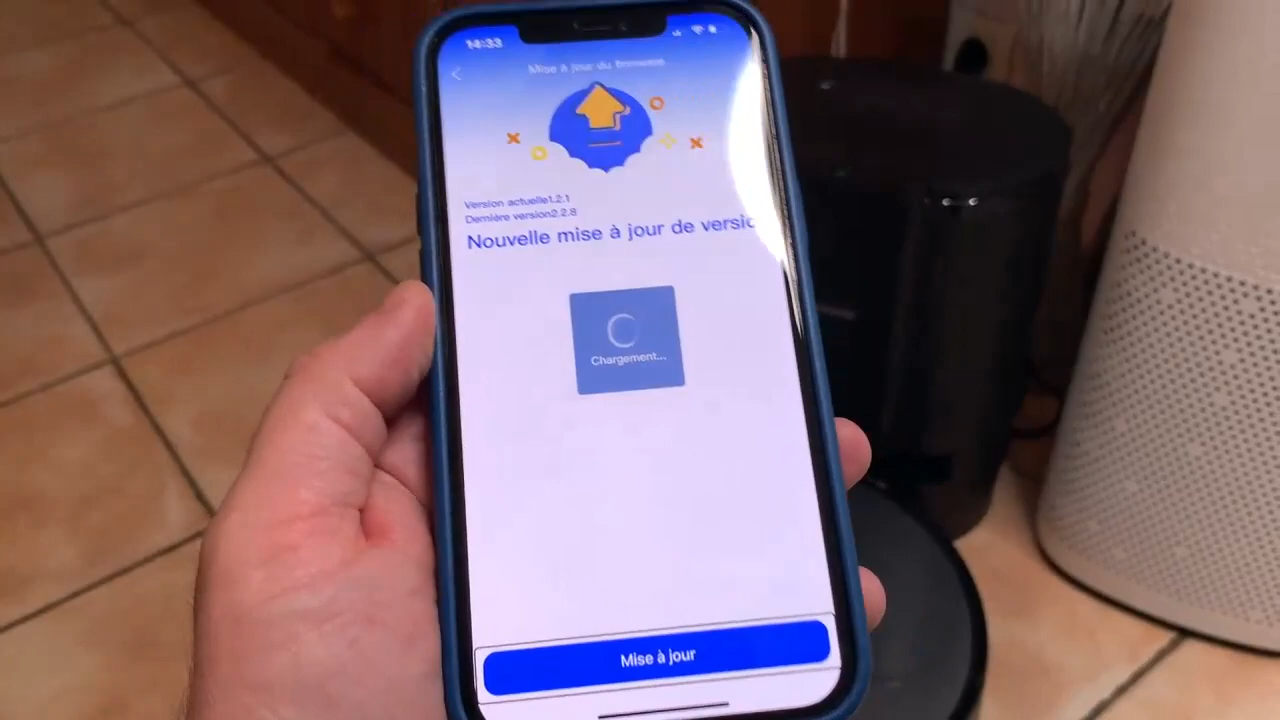 14:33
Mise à jour du firmware
Version actuelle1.2.1
Dernière version2.2.8
Nouvelle mise à jour de versio
Chargement...
Mise à jour